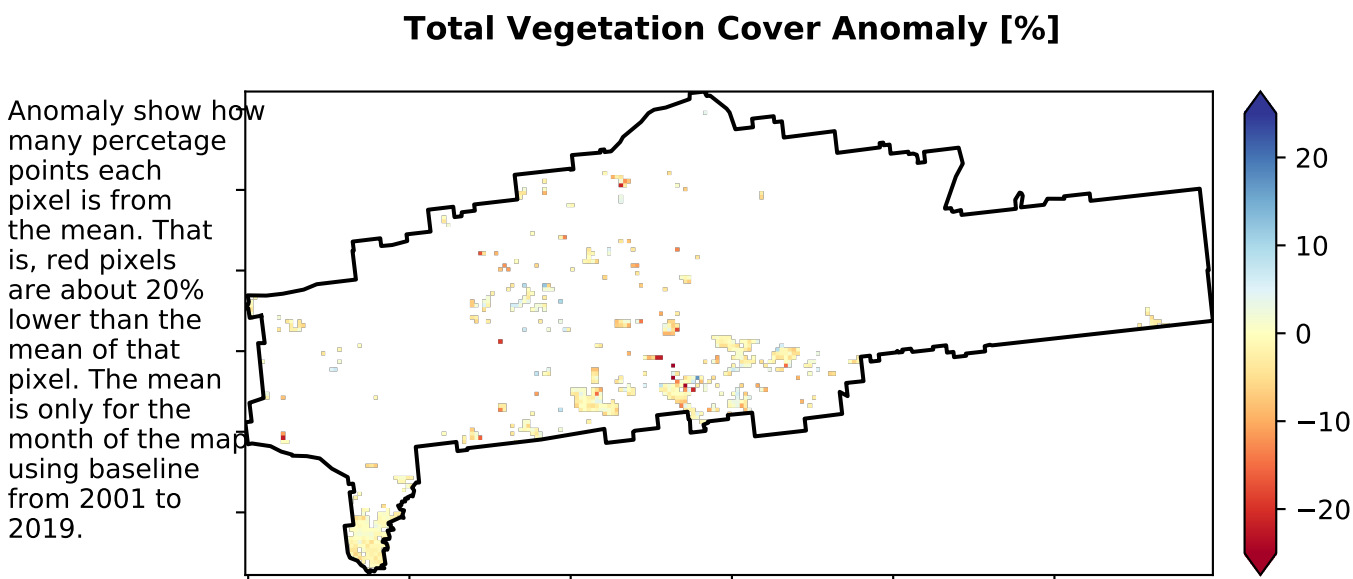 Total Vegetation Cover Anomaly [%]
Anomaly show how
many percetage
points each
pixel is from
the mean. That
is, red pixels
are about 20%
lower than the
mean of that
pixel. The mean
is only for the
month of the map
using baseline
from 2001 to
2019.
20
10
0
−10
−20